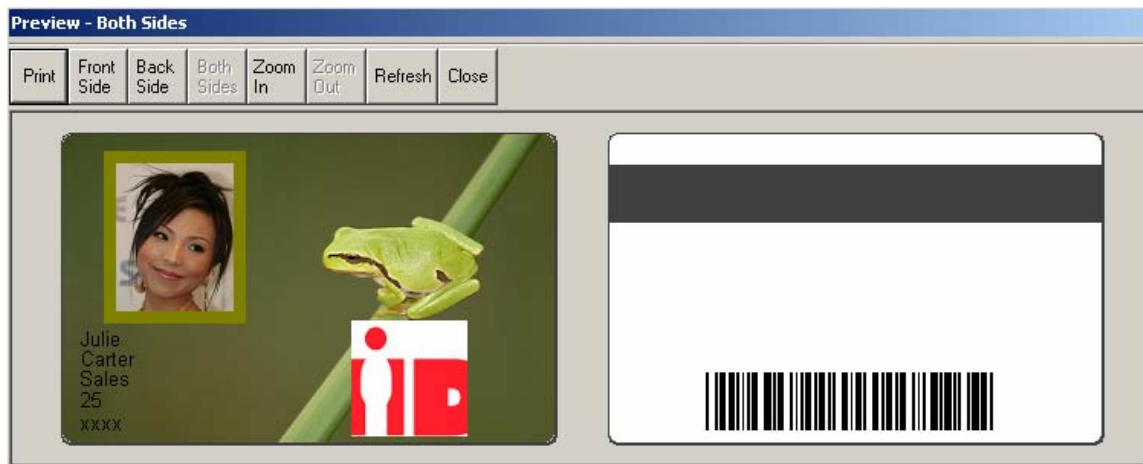 Preview - Both Sides
Print
Front
Side
Back
Side
Both
Sides
Zoom
In
Zoom
Out
Refresh
Close
Julie
Carter
Sales
25
xxxx
iD